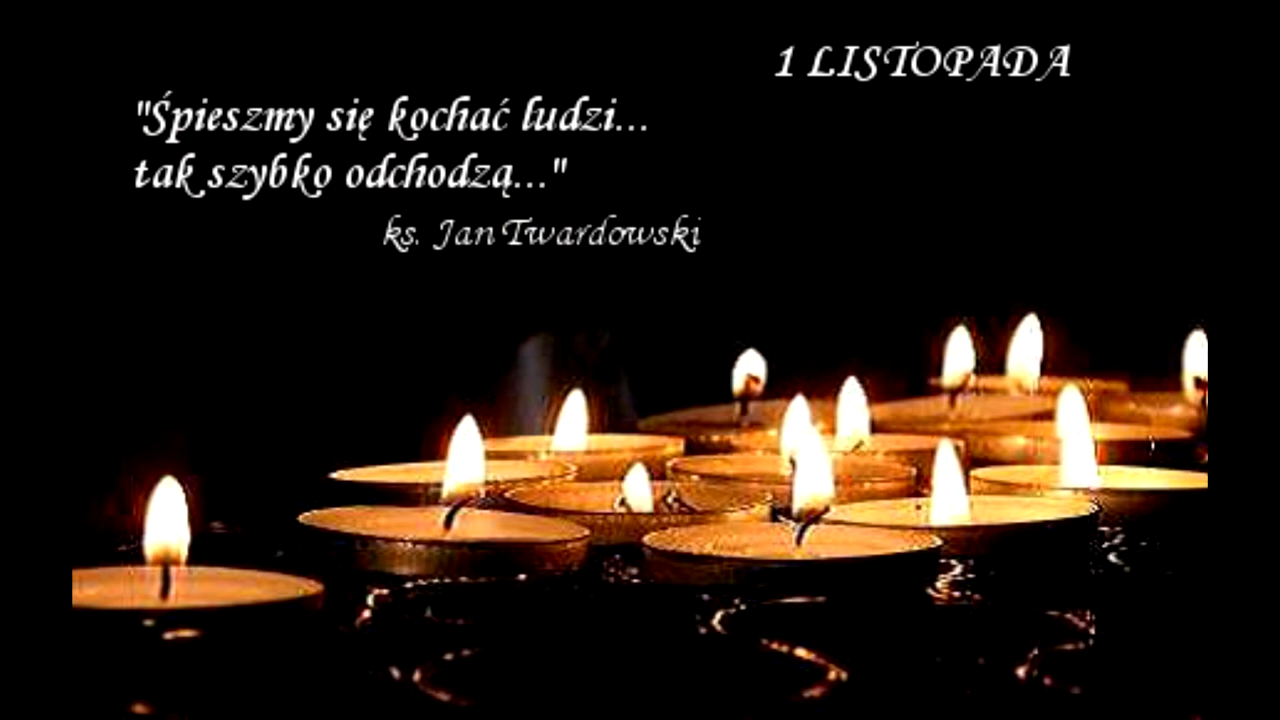 1 LISTOPADA
"Śpieszmy się kochać ludzi...
tak szybko odchodzą..."
ks. Jan Twardowski